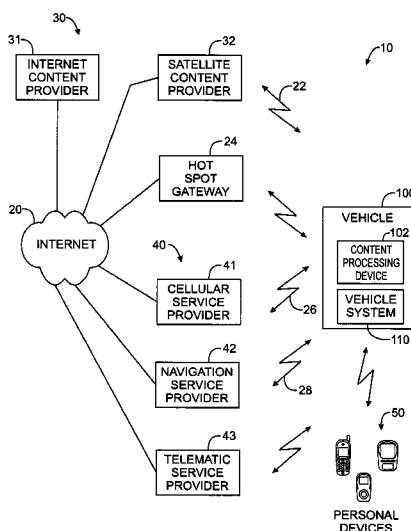 30
10
31
32
INTERNET
CONTENT
PROVIDER
SATELLITE
CONTENT
PROVIDER
22
24
HOT
SPOT
GATEWAY
100
VEHICLE
102
CONTENT
PROCESSING
DEVICE
VEHICLE
SYSTEM
110
20
INTERNET
40
41
CELLULAR
SERVICE
PROVIDER
26
42
NAVIGATION
SERVICE
PROVIDER
28
43
TELEMATIC
SERVICE
PROVIDER
50
PERSONAL
DEVICES